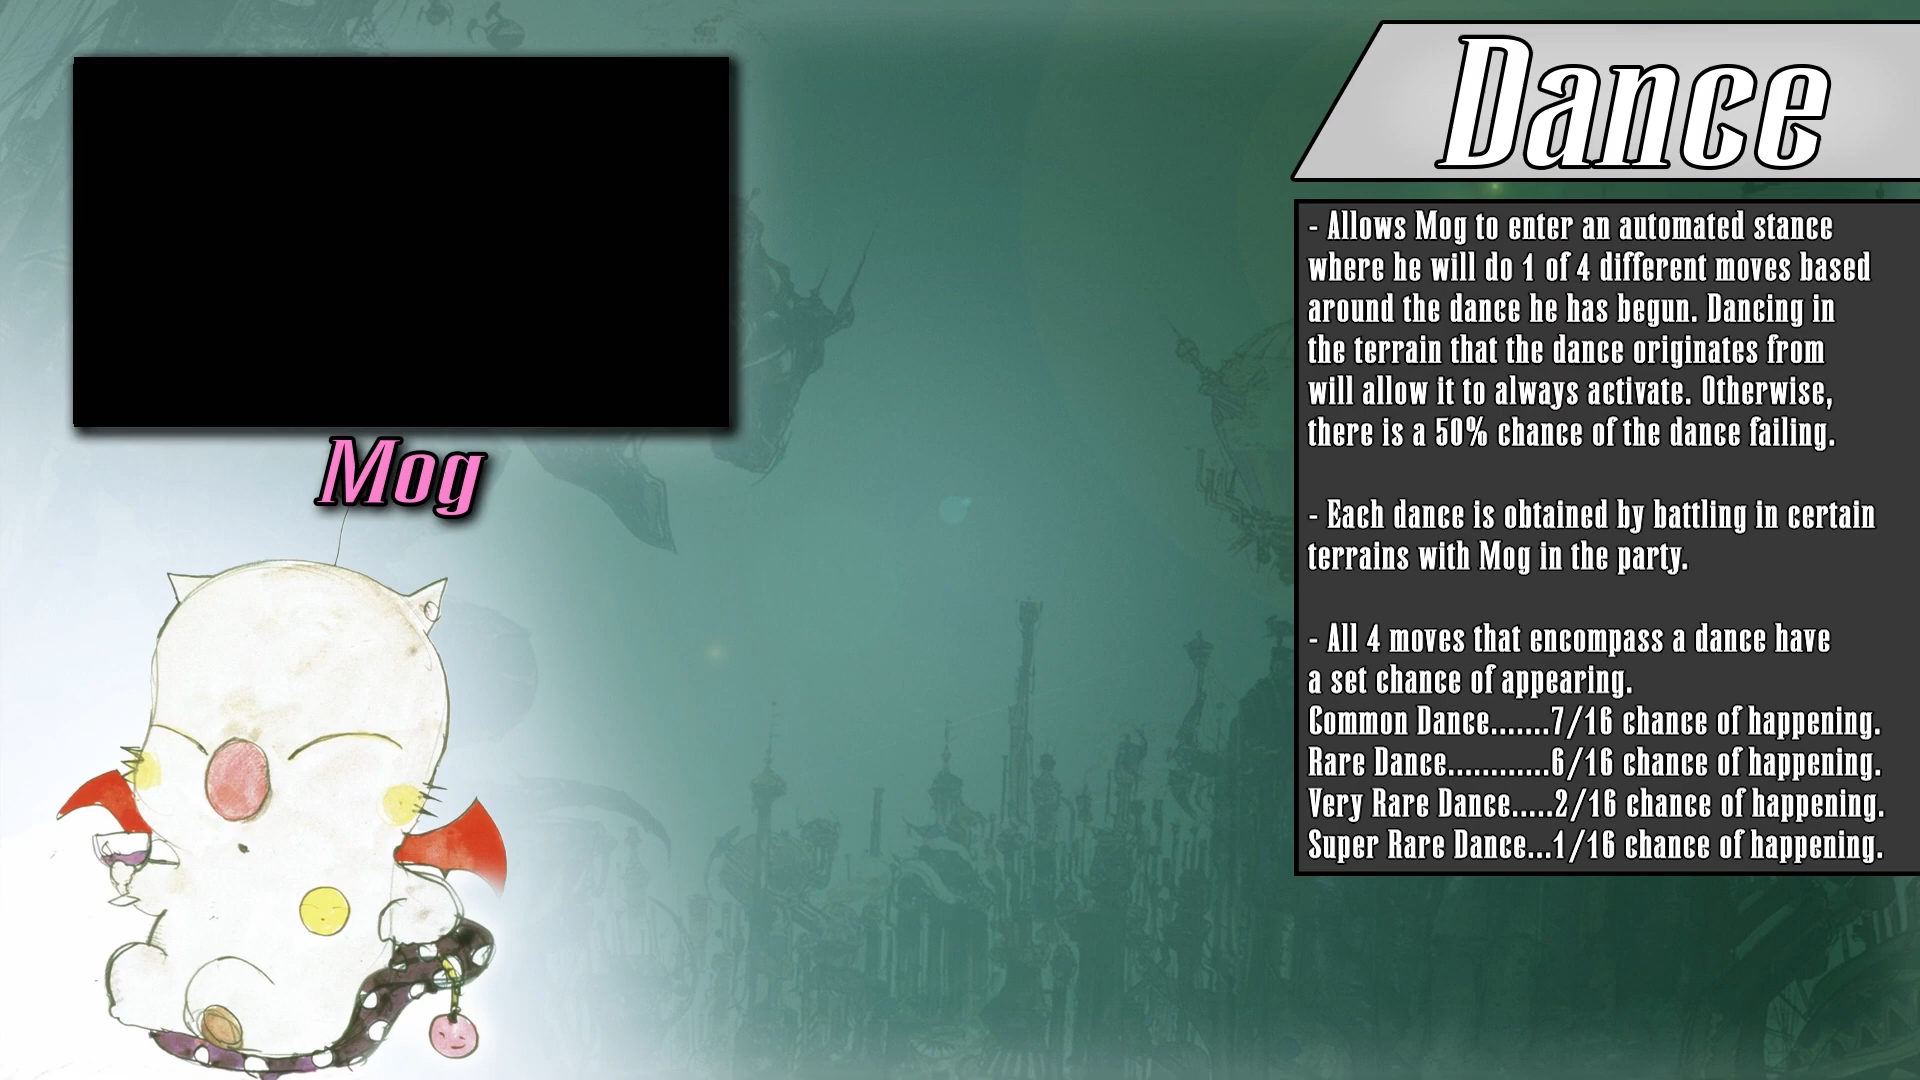 Dance
Mog
- Allows Mog to enter an automated stance
where he will do 1 of 4 different moves based
around the dance he has begun. Dancing in
the terrain that the dance originates from
will allow it to always activate. Otherwise,
there is a 50% chance of the dance failing.
- Each dance is obtained by battling in certain
terrains with Mog in the party.
- All 4 moves that encompass a dance have
a set chance of appearing.
Common Dance.......7/16 chance of happening.
Rare Dance............6/16 chance of happening.
Very Rare Dance.....2/16 chance of happening.
Super Rare Dance...1/16 chance of happening.